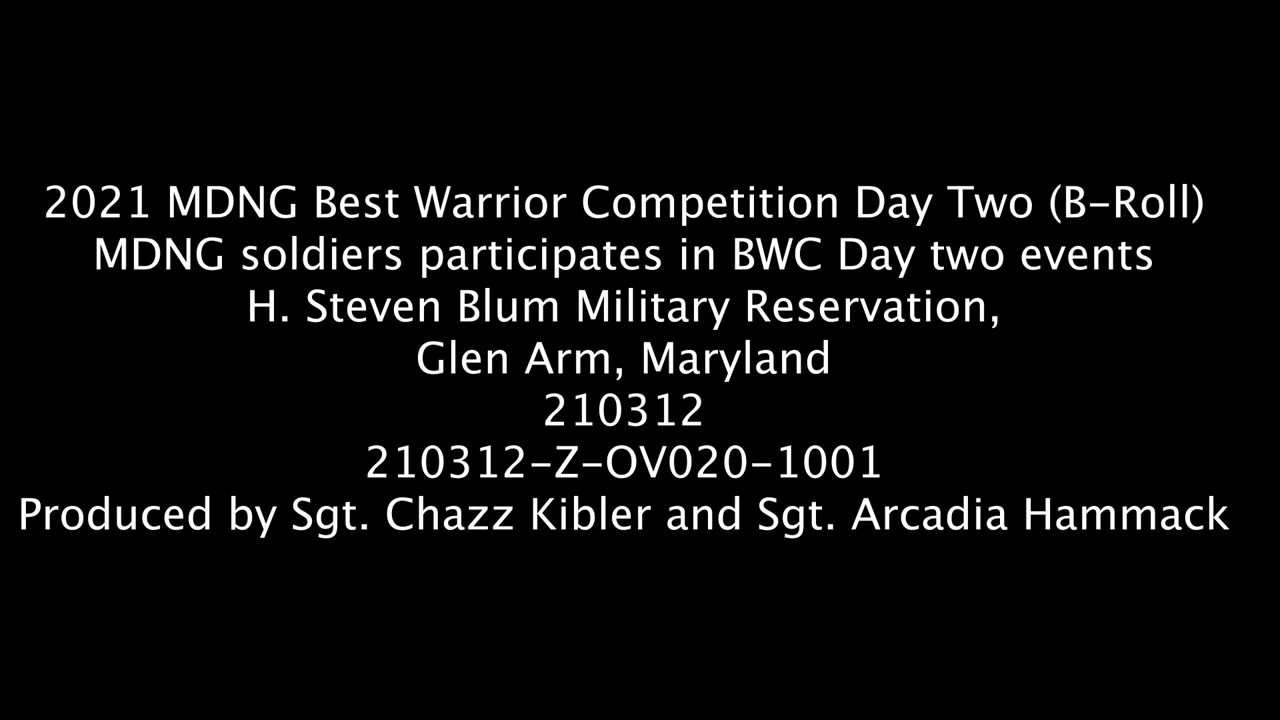 2021 MDNG Best Warrior Competition Day Two (B-Roll)
MDNG soldiers participates in BWC Day two events
H. Steven Blum Military Reservation,
Glen Arm, Maryland
210312
210312-Z-OV020-1001
Produced by Sgt. Chazz Kibler and Sgt. Arcadia Hammack